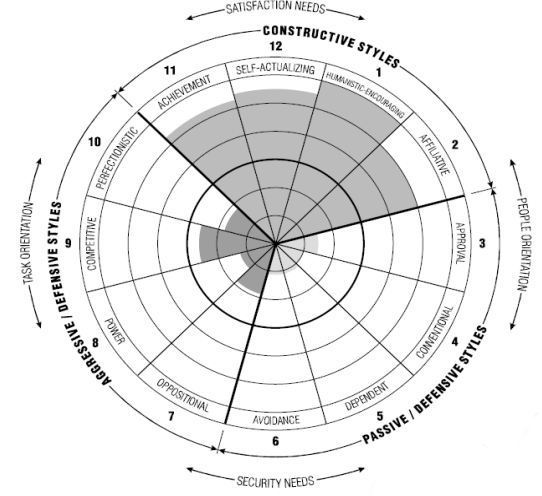 SATISFACTION NEEDS
CONSTRUCTIVE STYLES
12
SELF-ACTUALIZING
11
ACHIEVEMENT
1
HUMANISTIC-ENCOURAGING
10
PERFECTIONISTIC
2
AFFILIATIVE
TASK ORIENTATION
AGGRESSIVE / DEFENSIVE STYLES
9
COMPETITIVE
APPROVAL
3
PEOPLE ORIENTATION
8
POWER
CONVENTIONAL
4
7
OPPOSITIONAL
AVOIDANCE
6
DEPENDENT
5
PASSIVE / DEFENSIVE STYLES
SECURITY NEEDS